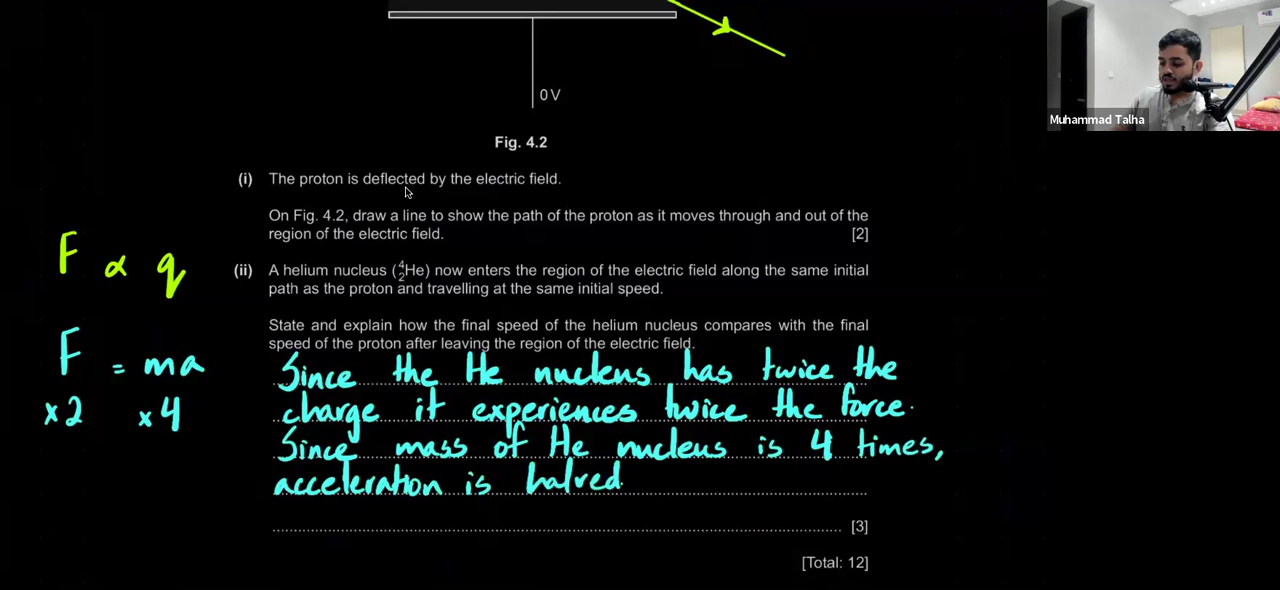 0 V
Muhammad Talha
Fig. 4.2
(i) The proton is deflected by the electric field.
On Fig. 4.2, draw a line to show the path of the proton as it moves through and out of the
region of the electric field. [2]
F ∝ q
(ii) A helium nucleus (⁴₂He) now enters the region of the electric field along the same initial
path as the proton and travelling at the same initial speed.
State and explain how the final speed of the helium nucleus compares with the final
speed of the proton after leaving the region of the electric field.
F = ma
×2 ×4
Since the He nucleus has twice the
charge it experiences twice the force.
Since mass of He nucleus is 4 times,
acceleration is halved
[3]
[Total: 12]